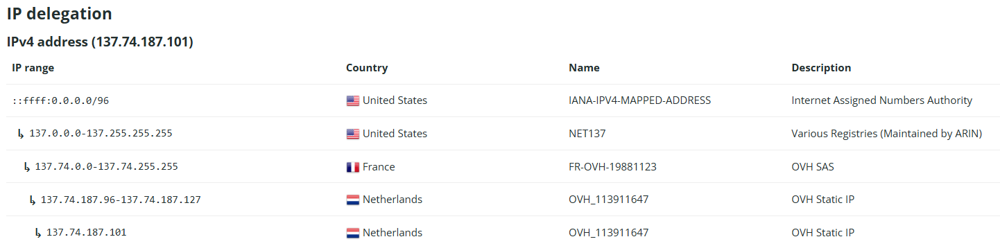 IP delegation
IPv4 address (137.74.187.101)
IP range Country Name Description
::ffff:0.0.0.0/96 United States IANA-IPV4-MAPPED-ADDRESS Internet Assigned Numbers Authority
↳ 137.0.0.0-137.255.255.255 United States NET137 Various Registries (Maintained by ARIN)
↳ 137.74.0.0-137.74.255.255 France FR-OVH-19881123 OVH SAS
↳ 137.74.187.96-137.74.187.127 Netherlands OVH_113911647 OVH Static IP
↳ 137.74.187.101 Netherlands OVH_113911647 OVH Static IP